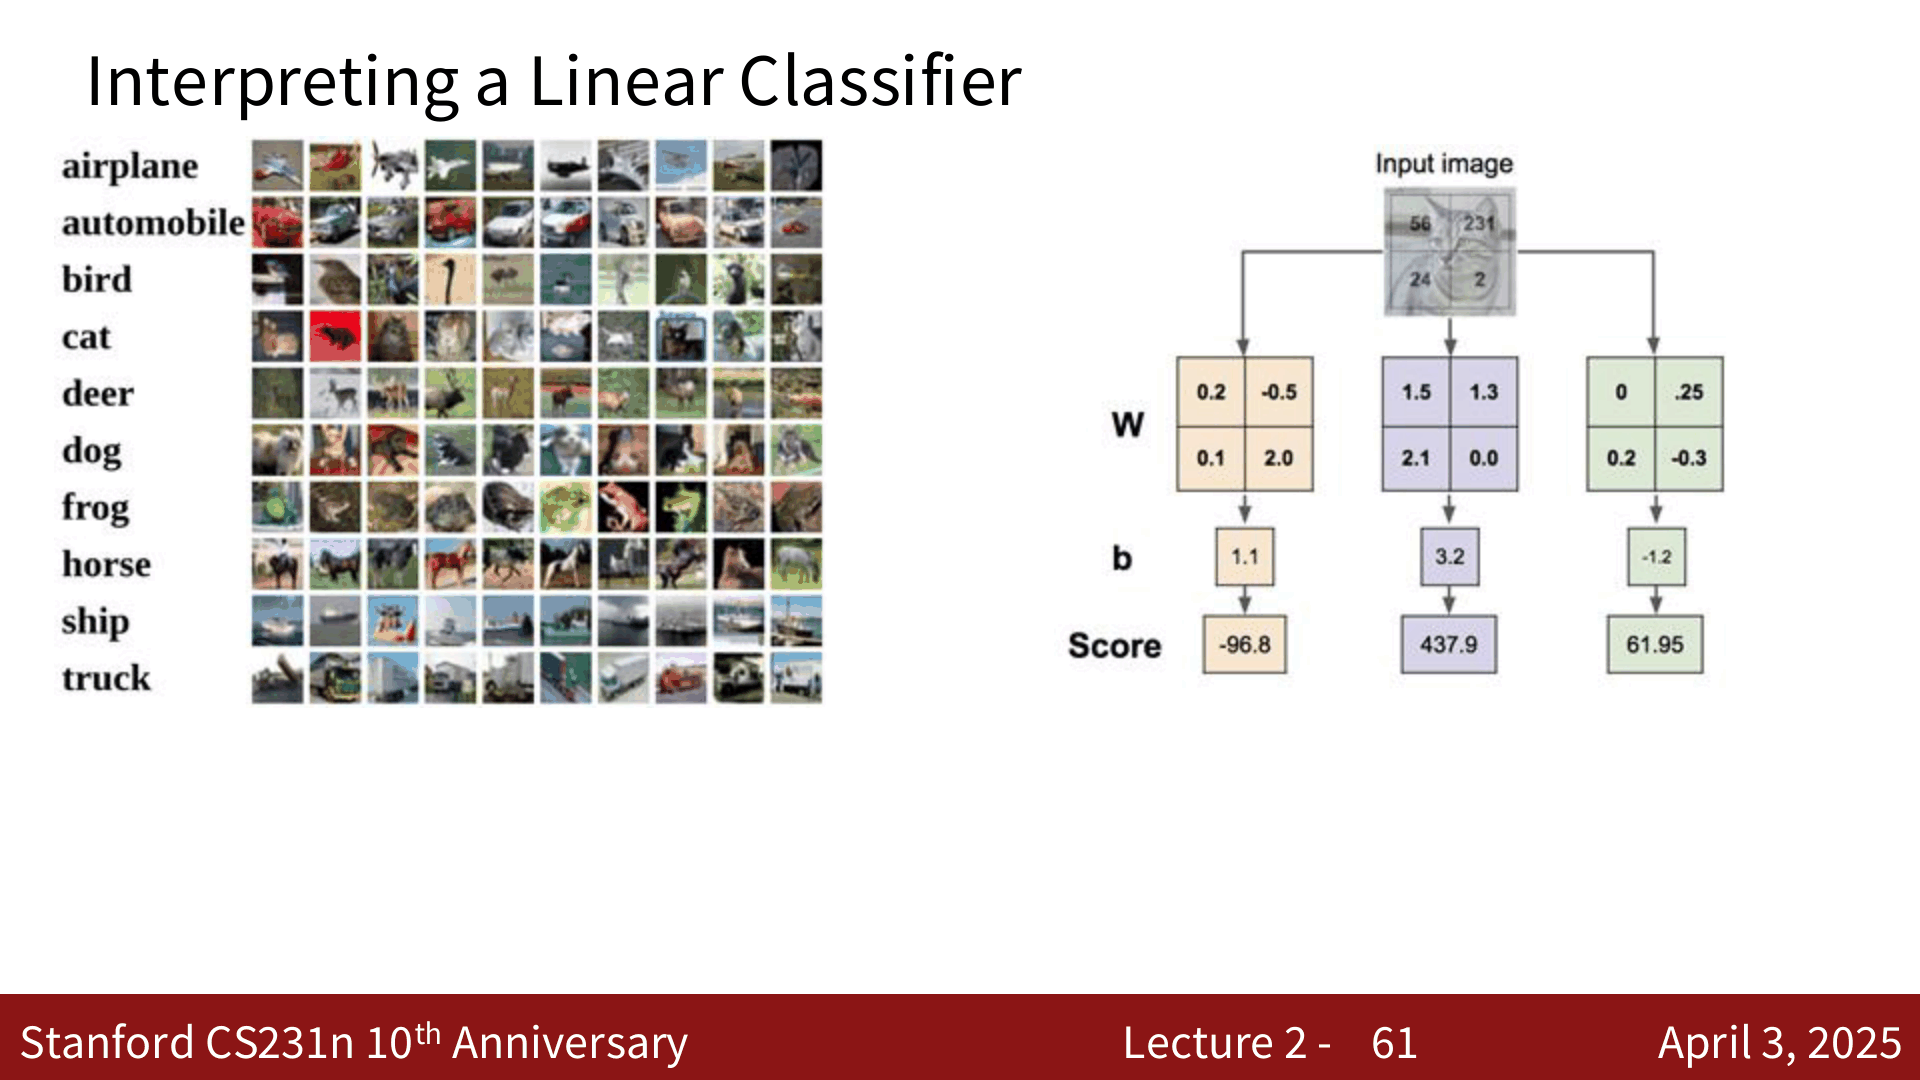 Interpreting a Linear Classifier
airplane
automobile
bird
cat
deer
dog
frog
horse
ship
truck
Input image
56 231
24 2
W
0.2 -0.5 1.5 1.3 0 .25
0.1 2.0 2.1 0.0 0.2 -0.3
b 1.1 3.2 -1.2
Score -96.8 437.9 61.95
Stanford CS231n 10th Anniversary Lecture 2 - 61 April 3, 2025